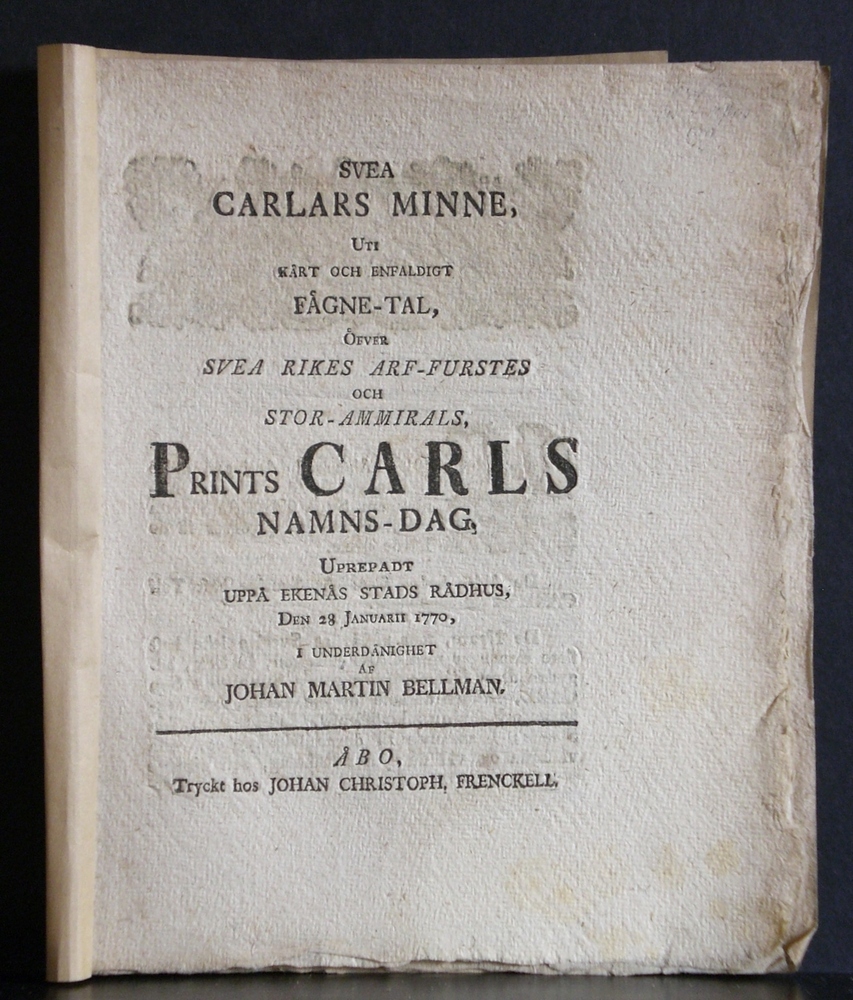 SVEA
CARLARS MINNE,
UTI
KÅRT OCH ENFALDIGT
FÅGNE-TAL,
ÖFVER
SVEA RIKES ARF-FURSTES
OCH
STOR-AMMIRALS,
PRINTS CARLS
NAMNS-DAG,
UPREPADT
UPPÅ EKENÅS STADS RÅDHUS,
DEN 28 JANUARII 1770,
I UNDERDÅNIGHET
AF
JOHAN MARTIN BELLMAN.
ÅBO,
Tryckt hos JOHAN CHRISTOPH. FRENCKELL.